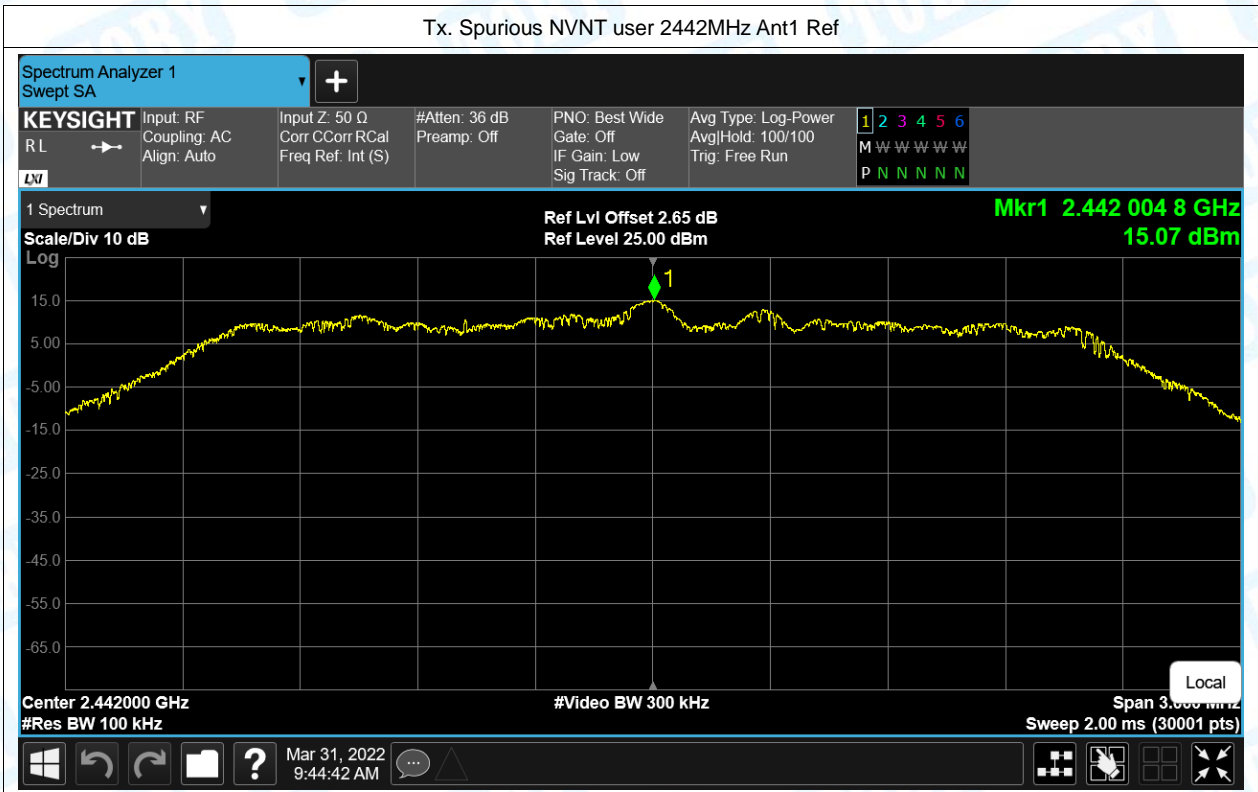 Tx. Spurious NVNT user 2442MHz Ant1 Ref
Spectrum Analyzer 1
Swept SA
KEYSIGHT
R L
LXI
Input: RF
Coupling: AC
Align: Auto
Input Z: 50 Ω
Corr CCorr RCal
Freq Ref: Int (S)
#Atten: 36 dB
Preamp: Off
PNO: Best Wide
Gate: Off
IF Gain: Low
Sig Track: Off
Avg Type: Log-Power
Avg|Hold: 100/100
Trig: Free Run
1 2 3 4 5 6
M W W W W W
P N N N N N
1 Spectrum
Scale/Div 10 dB
Ref Lvl Offset 2.65 dB
Ref Level 25.00 dBm
Mkr1 2.442 004 8 GHz
15.07 dBm
Log
1
15.0
5.00
-5.00
-15.0
-25.0
-35.0
-45.0
-55.0
-65.0
Local
Center 2.442000 GHz
#Video BW 300 kHz
Span
#Res BW 100 kHz
Sweep 2.00 ms (30001 pts)
?
Mar 31, 2022
9:44:42 AM